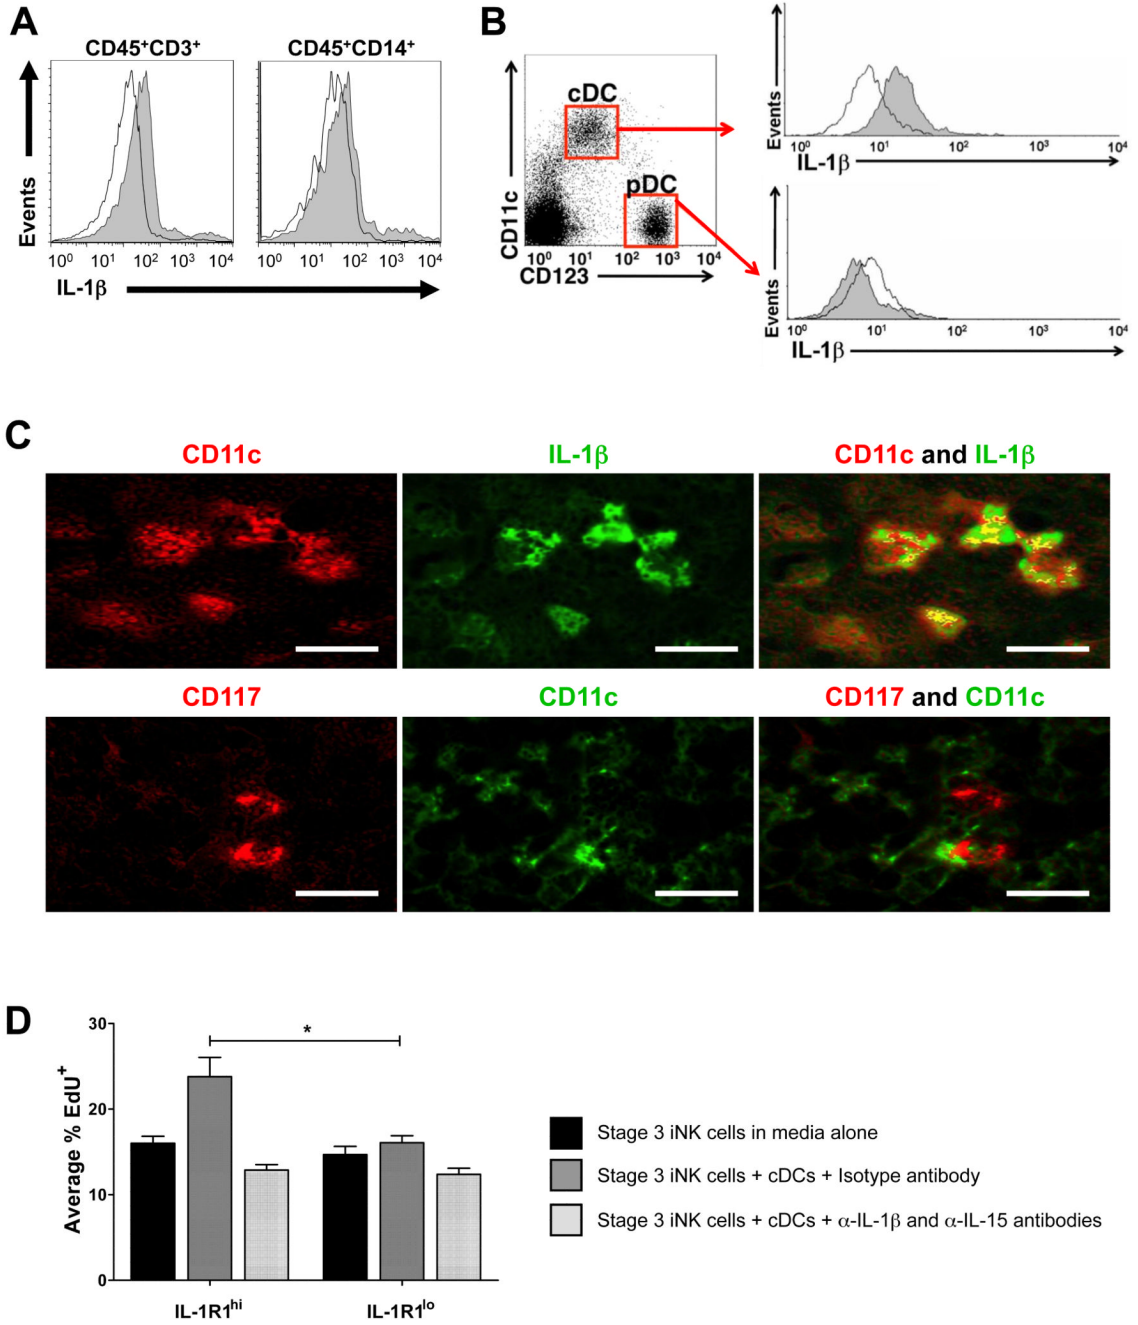 A
CD45⁺CD3⁺
CD45⁺CD14⁺
Events
10⁰ 10¹ 10² 10³ 10⁴
10⁰ 10¹ 10² 10³ 10⁴
IL-1β
B
cDC
pDC
CD11c
10⁰ 10¹ 10² 10³ 10⁴
CD123
Events
10⁰ 10¹ 10² 10³ 10⁴
IL-1β
Events
10⁰ 10¹ 10² 10³ 10⁴
IL-1β
C
CD11c
IL-1β
CD11c and IL-1β
CD117
CD11c
CD117 and CD11c
D
Average % EdU⁺
30
20
10
0
*
IL-1R1ʰⁱ
IL-1R1ˡᵒ
Stage 3 iNK cells in media alone
Stage 3 iNK cells + cDCs + Isotype antibody
Stage 3 iNK cells + cDCs + α-IL-1β and α-IL-15 antibodies